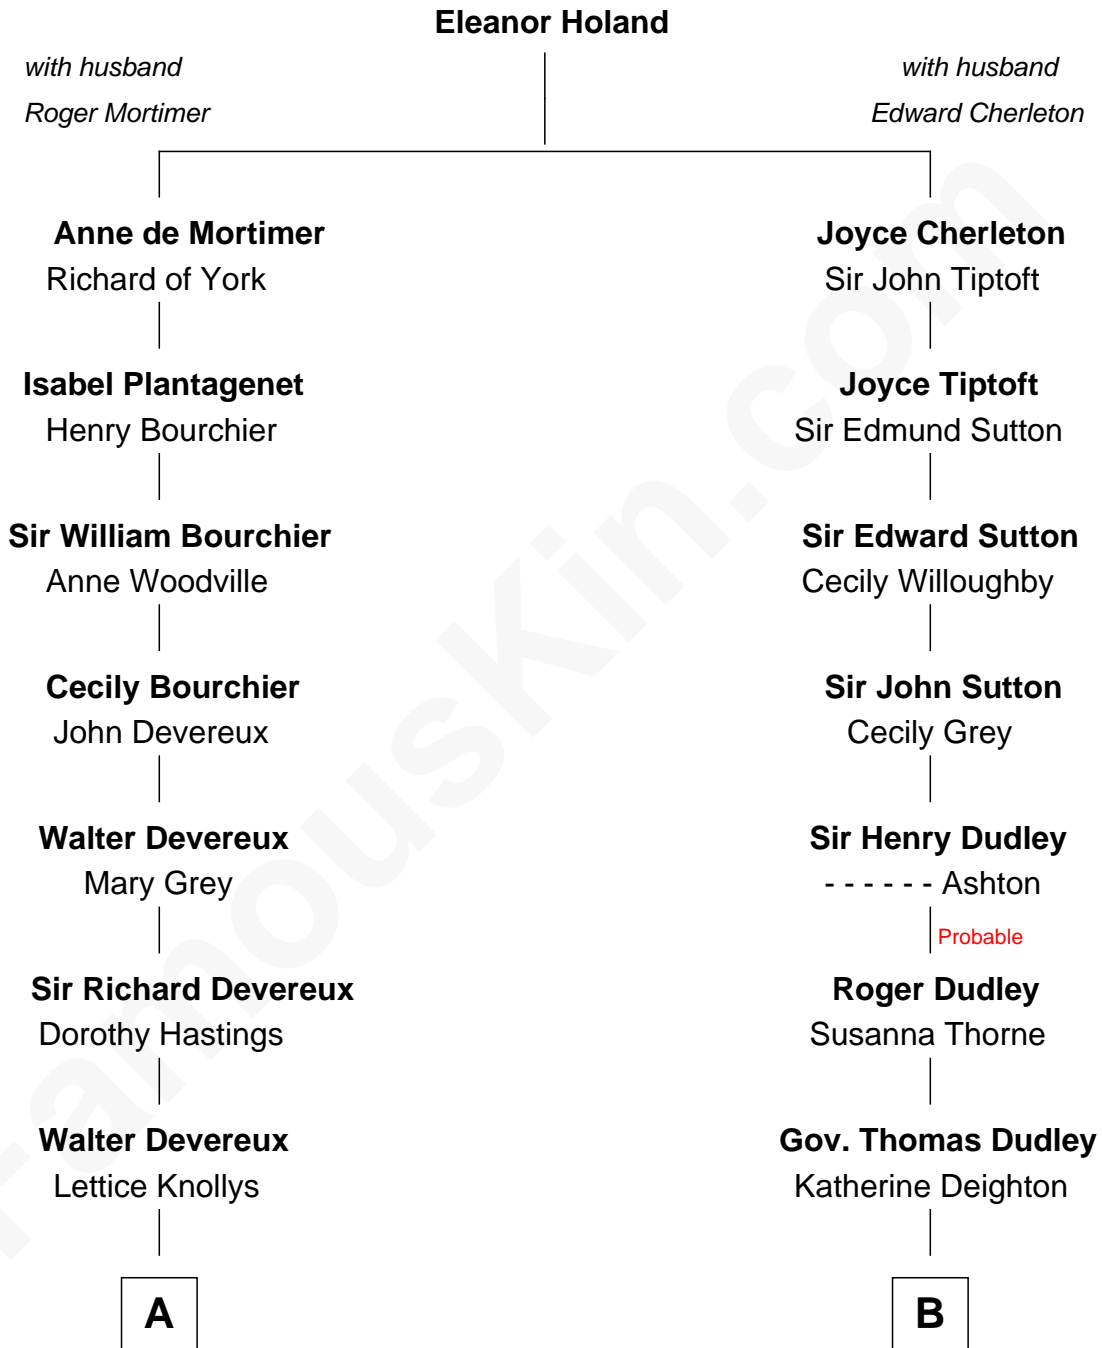 Eleanor Holand
with husband
Roger Mortimer
with husband
Edward Cherleton
Anne de Mortimer
Richard of York
Joyce Cherleton
Sir John Tiptoft
Isabel Plantagenet
Henry Bourchier
Joyce Tiptoft
Sir Edmund Sutton
Sir William Bourchier
Anne Woodville
Sir Edward Sutton
Cecily Willoughby
Cecily Bourchier
John Devereux
Sir John Sutton
Cecily Grey
Walter Devereux
Mary Grey
Sir Henry Dudley
- - - - - - Ashton
Probable
Sir Richard Devereux
Dorothy Hastings
Roger Dudley
Susanna Thorne
Walter Devereux
Lettice Knollys
Gov. Thomas Dudley
Katherine Deighton
A
B
FamousKin.com